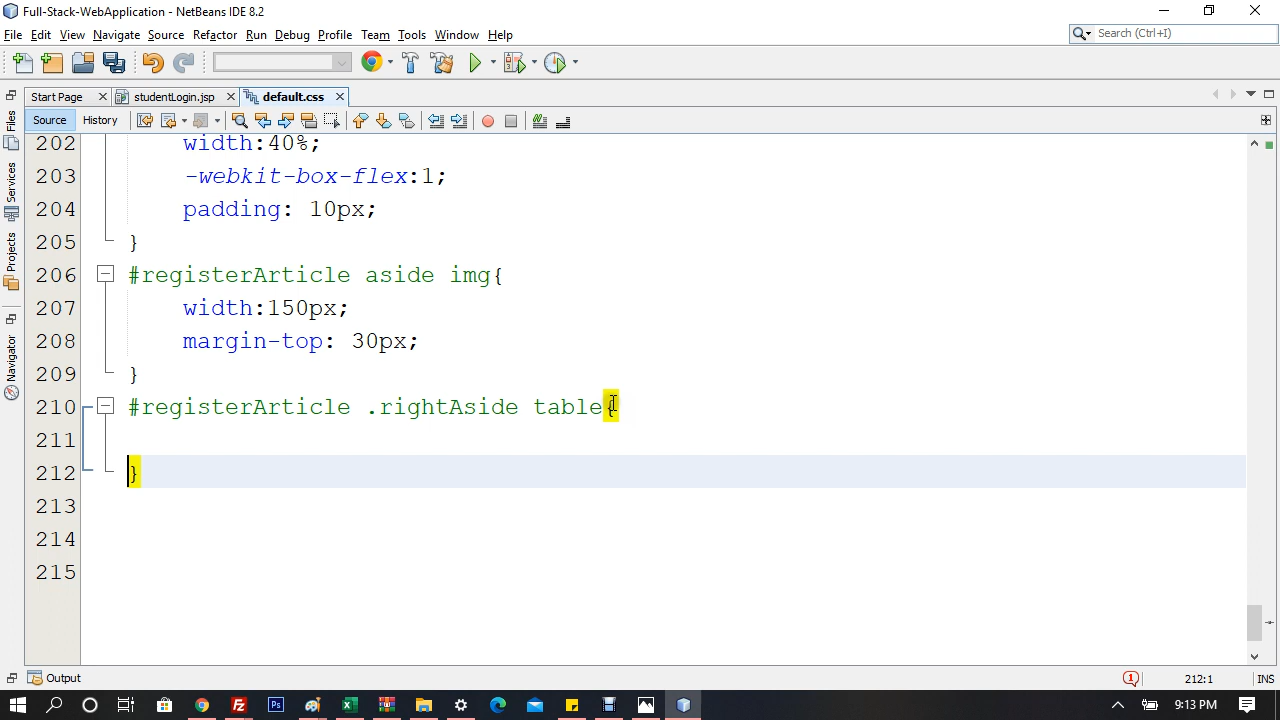 Full-Stack-WebApplication - NetBeans IDE 8.2
File Edit View Navigate Source Refactor Run Debug Profile Team Tools Window Help
Search (Ctrl+I)
Start Page studentLogin.jsp default.css
Source History
Files
Services
Projects
Navigator
202 width:40%;
203 -webkit-box-flex:1;
204 padding: 10px;
205 }
206 #registerArticle aside img{
207 width:150px;
208 margin-top: 30px;
209 }
210 #registerArticle .rightAside table{
211
212 }
213
214
215
Output
1
212:1
INS
9:13 PM